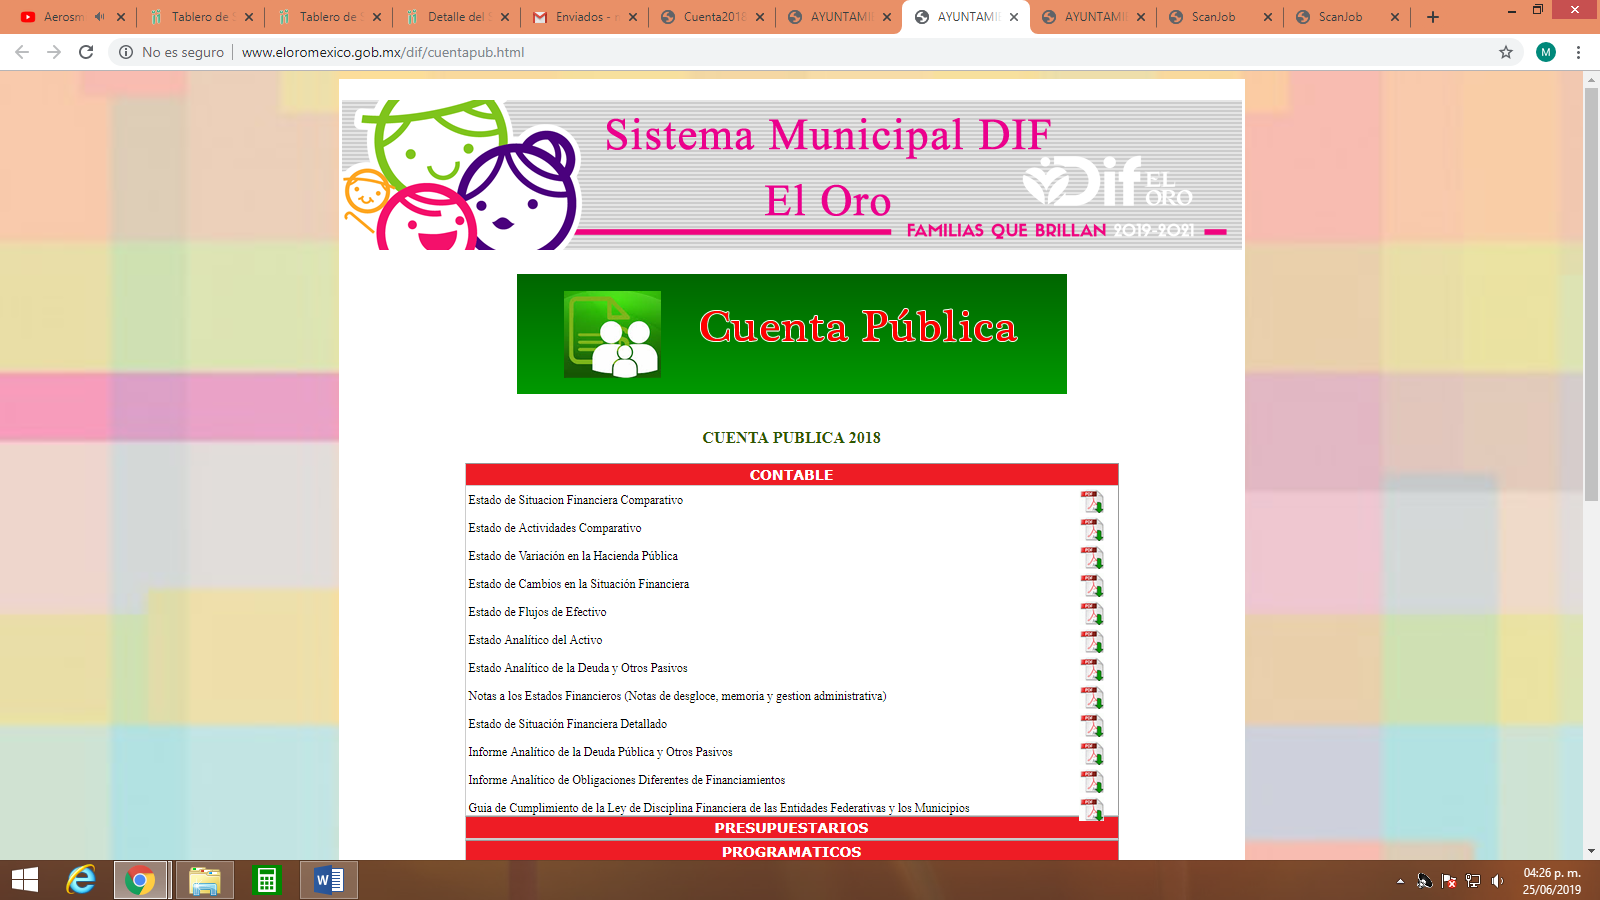 Aerosm
Tablero de S
Tablero de S
Detalle del S
Enviados - n
Cuenta2018
AYUNTAMIE
AYUNTAMIE
AYUNTAMIE
ScanJob
ScanJob
No es seguro | www.eloromexico.gob.mx/dif/cuentapub.html
M
Sistema Municipal DIF
El Oro
Dif EL ORO
FAMILIAS QUE BRILLAN 2019-2021
Cuenta Pública
CUENTA PUBLICA 2018
CONTABLE
Estado de Situacion Financiera Comparativo
Estado de Actividades Comparativo
Estado de Variación en la Hacienda Pública
Estado de Cambios en la Situación Financiera
Estado de Flujos de Efectivo
Estado Analítico del Activo
Estado Analítico de la Deuda y Otros Pasivos
Notas a los Estados Financieros (Notas de desgloce, memoria y gestion administrativa)
Estado de Situación Financiera Detallado
Informe Analítico de la Deuda Pública y Otros Pasivos
Informe Analítico de Obligaciones Diferentes de Financiamientos
Guia de Cumplimiento de la Ley de Disciplina Financiera de las Entidades Federativas y los Municipios
PRESUPUESTARIOS
PROGRAMATICOS
04:26 p. m.
25/06/2019